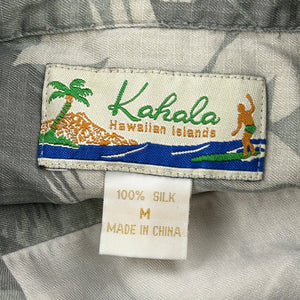 Kahala
Hawaiian Islands
100% SILK
M
MADE IN CHINA